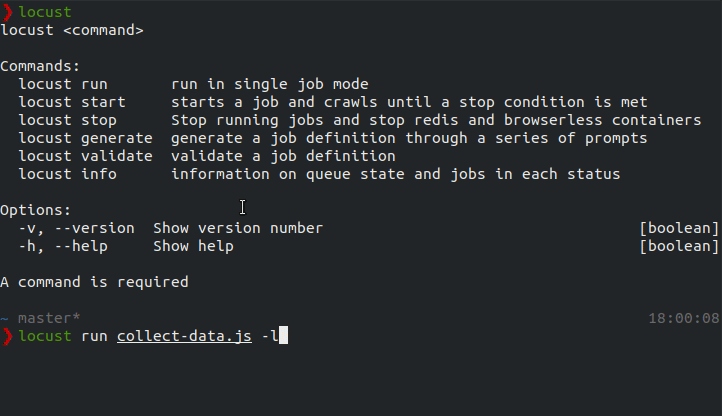 ❯ locust
locust <command>
Commands:
locust run run in single job mode
locust start starts a job and crawls until a stop condition is met
locust stop Stop running jobs and stop redis and browserless containers
locust generate generate a job definition through a series of prompts
locust validate validate a job definition
locust info information on queue state and jobs in each status
Options:
-v, --version Show version number [boolean]
-h, --help Show help [boolean]
A command is required
~ master* 18:00:08
❯ locust run collect-data.js -l